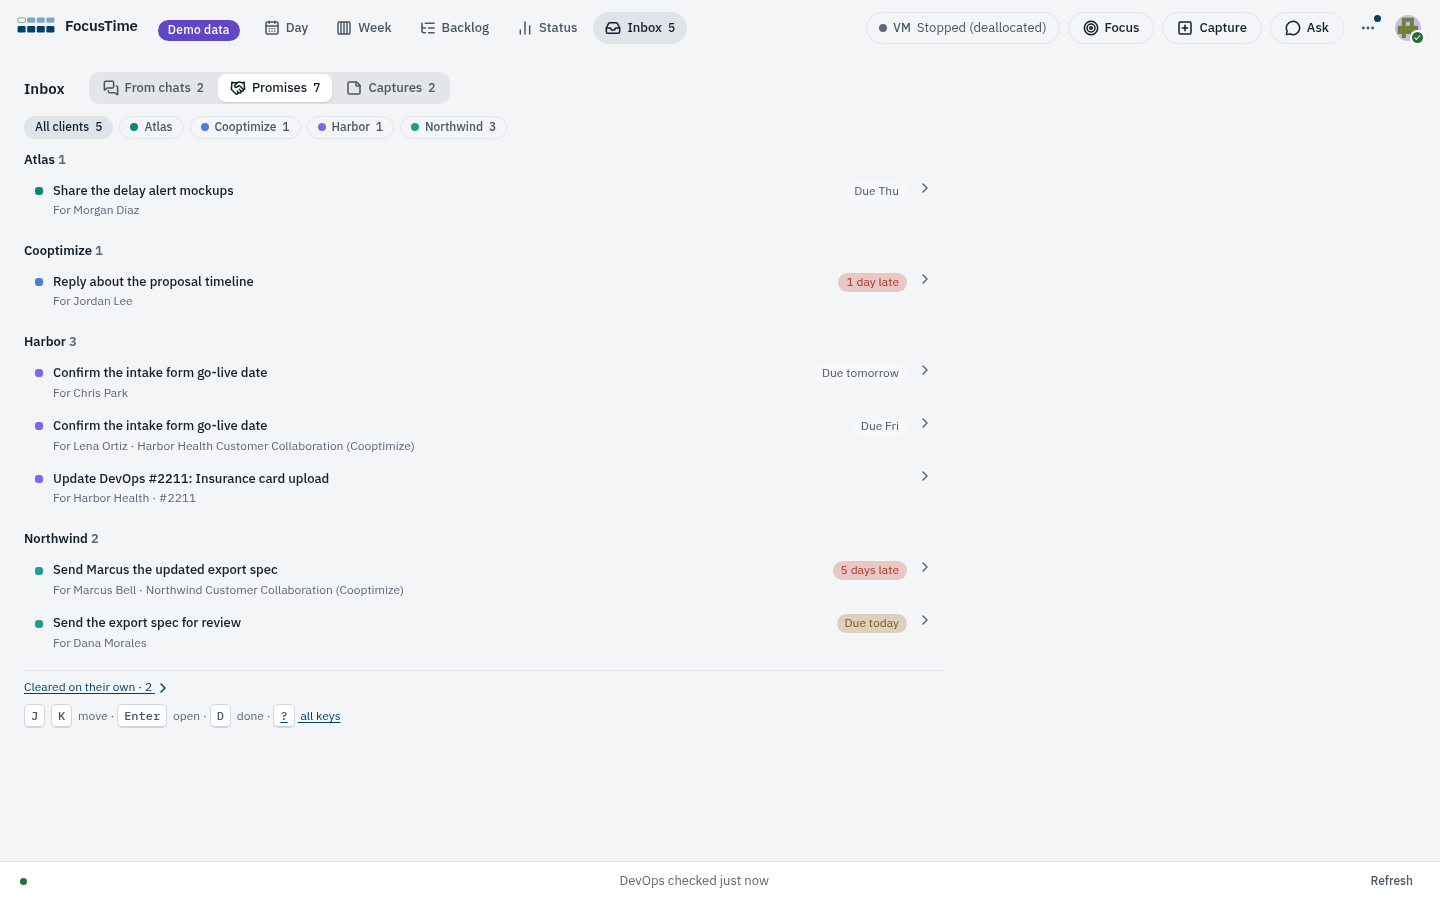 FocusTime
Demo data
Day
Week
Backlog
Status
Inbox 5
VM Stopped (deallocated)
Focus
Capture
Ask
Inbox
From chats 2
Promises 7
Captures 2
All clients 5
Atlas
Cooptimize 1
Harbor 1
Northwind 3
Atlas 1
Share the delay alert mockups
Due Thu
For Morgan Diaz
Cooptimize 1
Reply about the proposal timeline
1 day late
For Jordan Lee
Harbor 3
Confirm the intake form go-live date
Due tomorrow
For Chris Park
Confirm the intake form go-live date
Due Fri
For Lena Ortiz · Harbor Health Customer Collaboration (Cooptimize)
Update DevOps #2211: Insurance card upload
For Harbor Health · #2211
Northwind 2
Send Marcus the updated export spec
5 days late
For Marcus Bell · Northwind Customer Collaboration (Cooptimize)
Send the export spec for review
Due today
For Dana Morales
Cleared on their own · 2
J K move · Enter open · D done · ? all keys
DevOps checked just now
Refresh